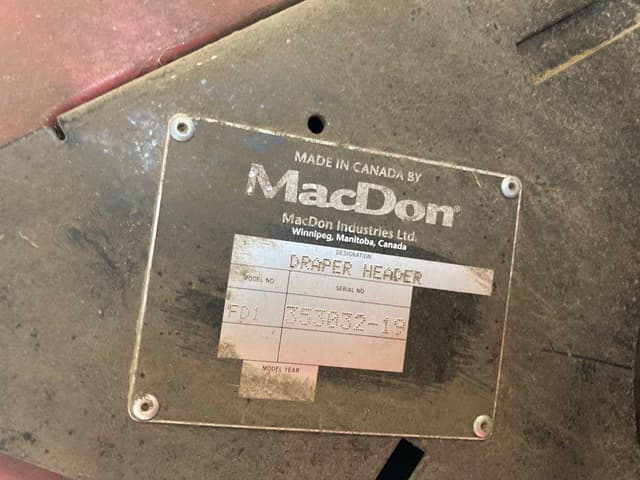 MADE IN CANADA BY
MacDon
MacDon Industries Ltd.
Winnipeg, Manitoba, Canada
DESIGNATION
DRAPER HEADER
MODEL NO
SERIAL NO.
FD1
353032-19
MODEL YEAR